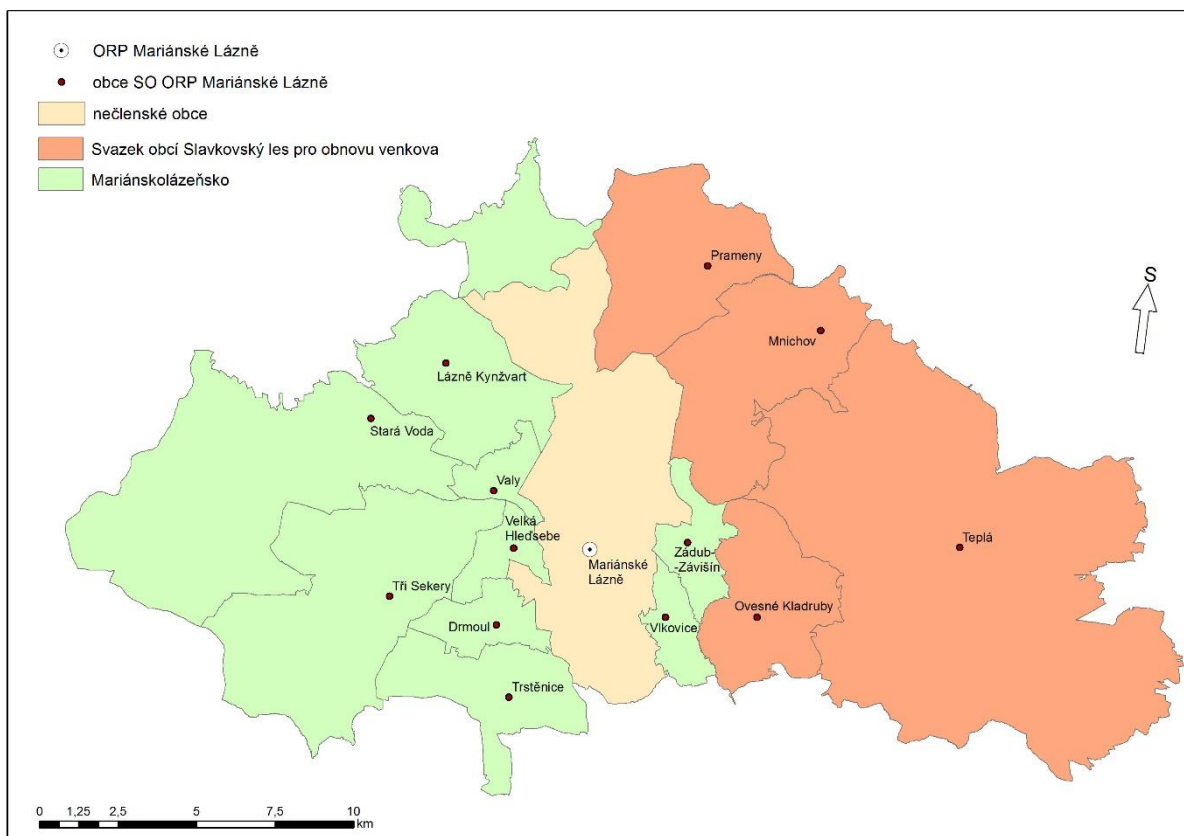 ORP Mariánské Lázně
obce SO ORP Mariánské Lázně
nečlenské obce
Svazek obcí Slavkovský les pro obnovu venkova
Mariánskolázeňsko
S
Prameny
Mnichov
Lázně Kynžvart
Stará Voda
Valy
Velká
Hleďsebe
Mariánské
Lázně
Zádub-
-Závišín
Teplá
Tři Sekery
Drmoul
Vlkovice
Ovesné Kladruby
Trstěnice
0 1,25 2,5 5 7,5 10
km